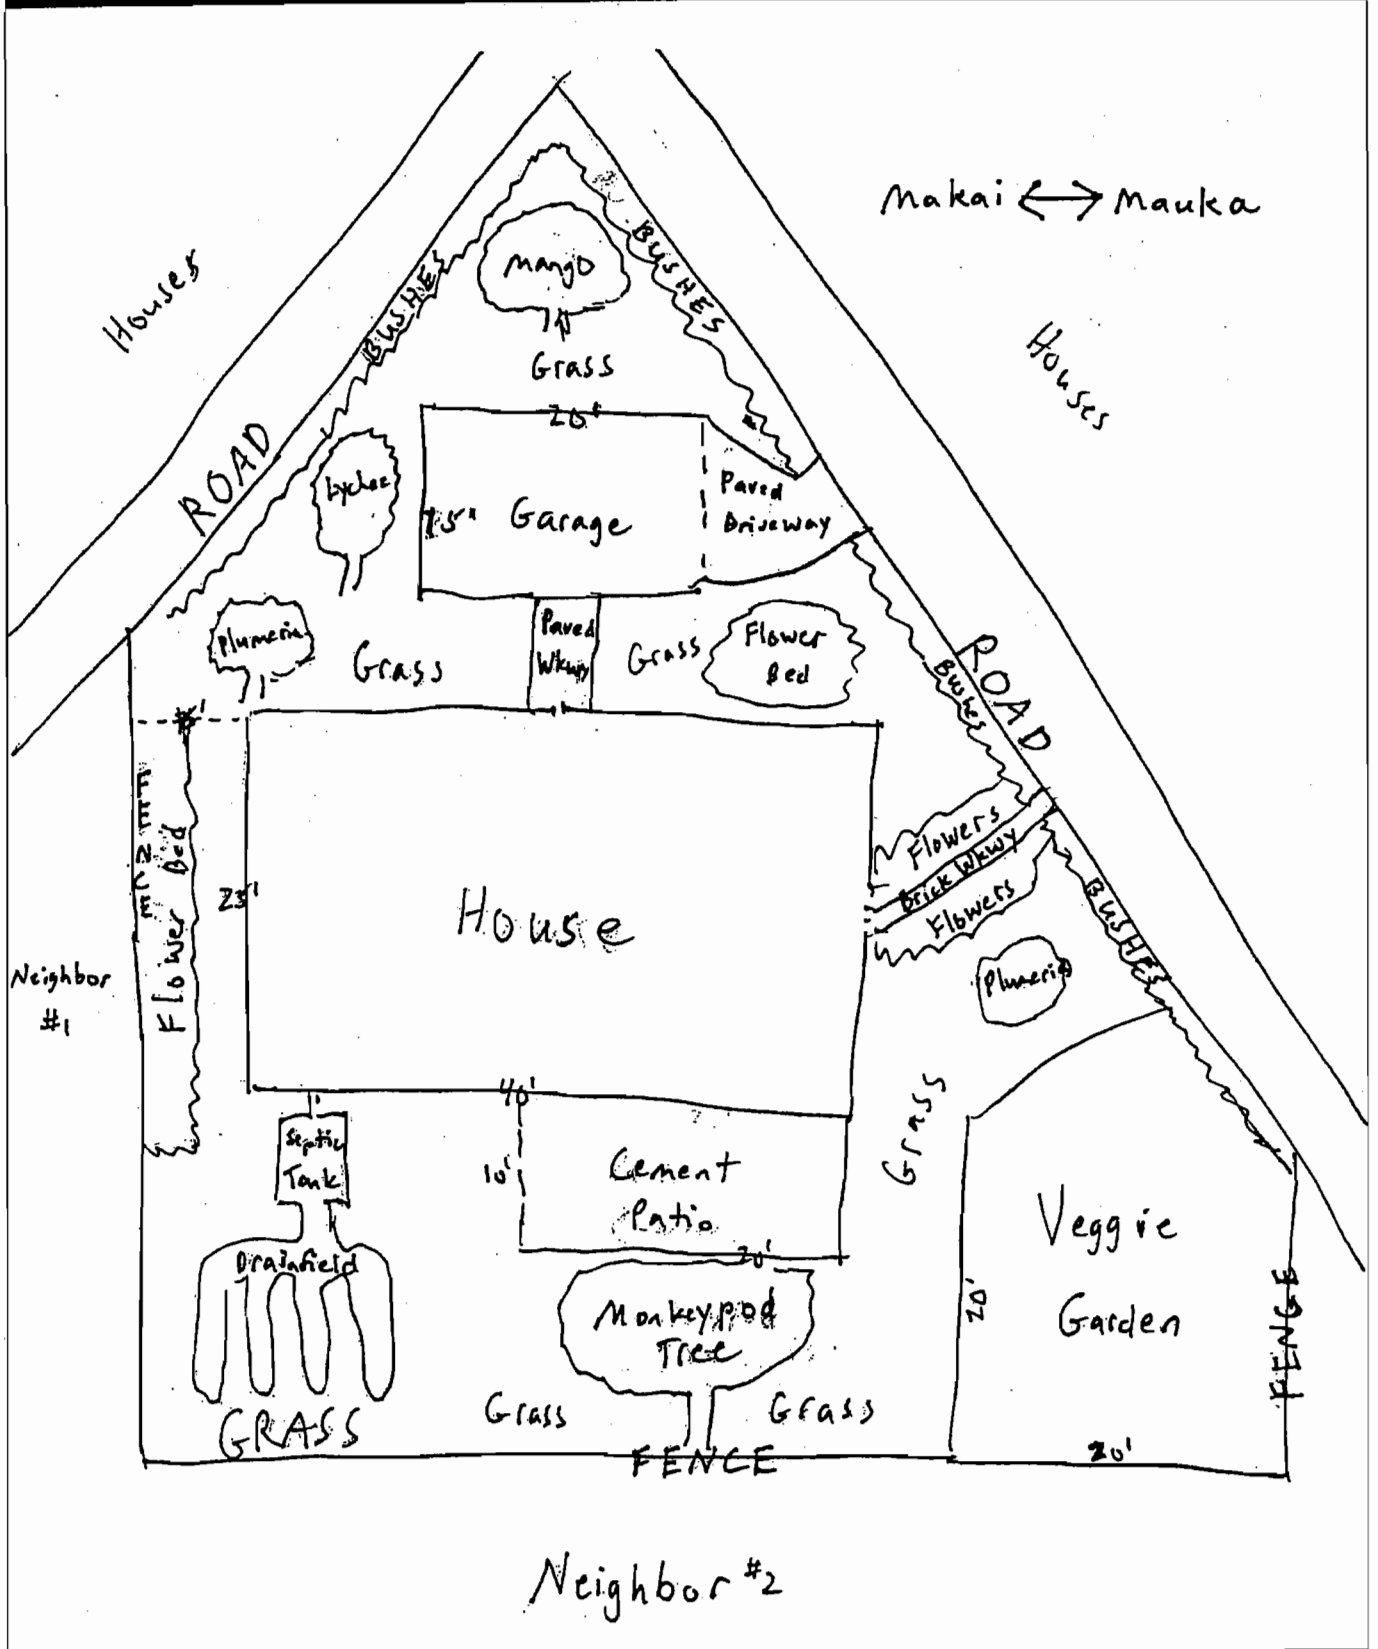 Makai ↔ Mauka
Houses
Houses
BUSHES
BUSHES
Mango
Grass
ROAD
20'
Lychee
15'
Garage
Paved
Driveway
Plumeria
Grass
Paved
Wkwy
Grass
Flower
Bed
Bushes
ROAD
FENCE
Flower Bed
23'
House
Flowers
Brick Wkwy
Flowers
BUSHES
Plumeria
Neighbor
#1
40'
Septic
Tank
10'
Cement
Patio
20'
Grass
Drainfield
Monkeypod
Tree
Veggie
Garden
20'
FENCE
GRASS
Grass
Grass
FENCE
20'
Neighbor #2